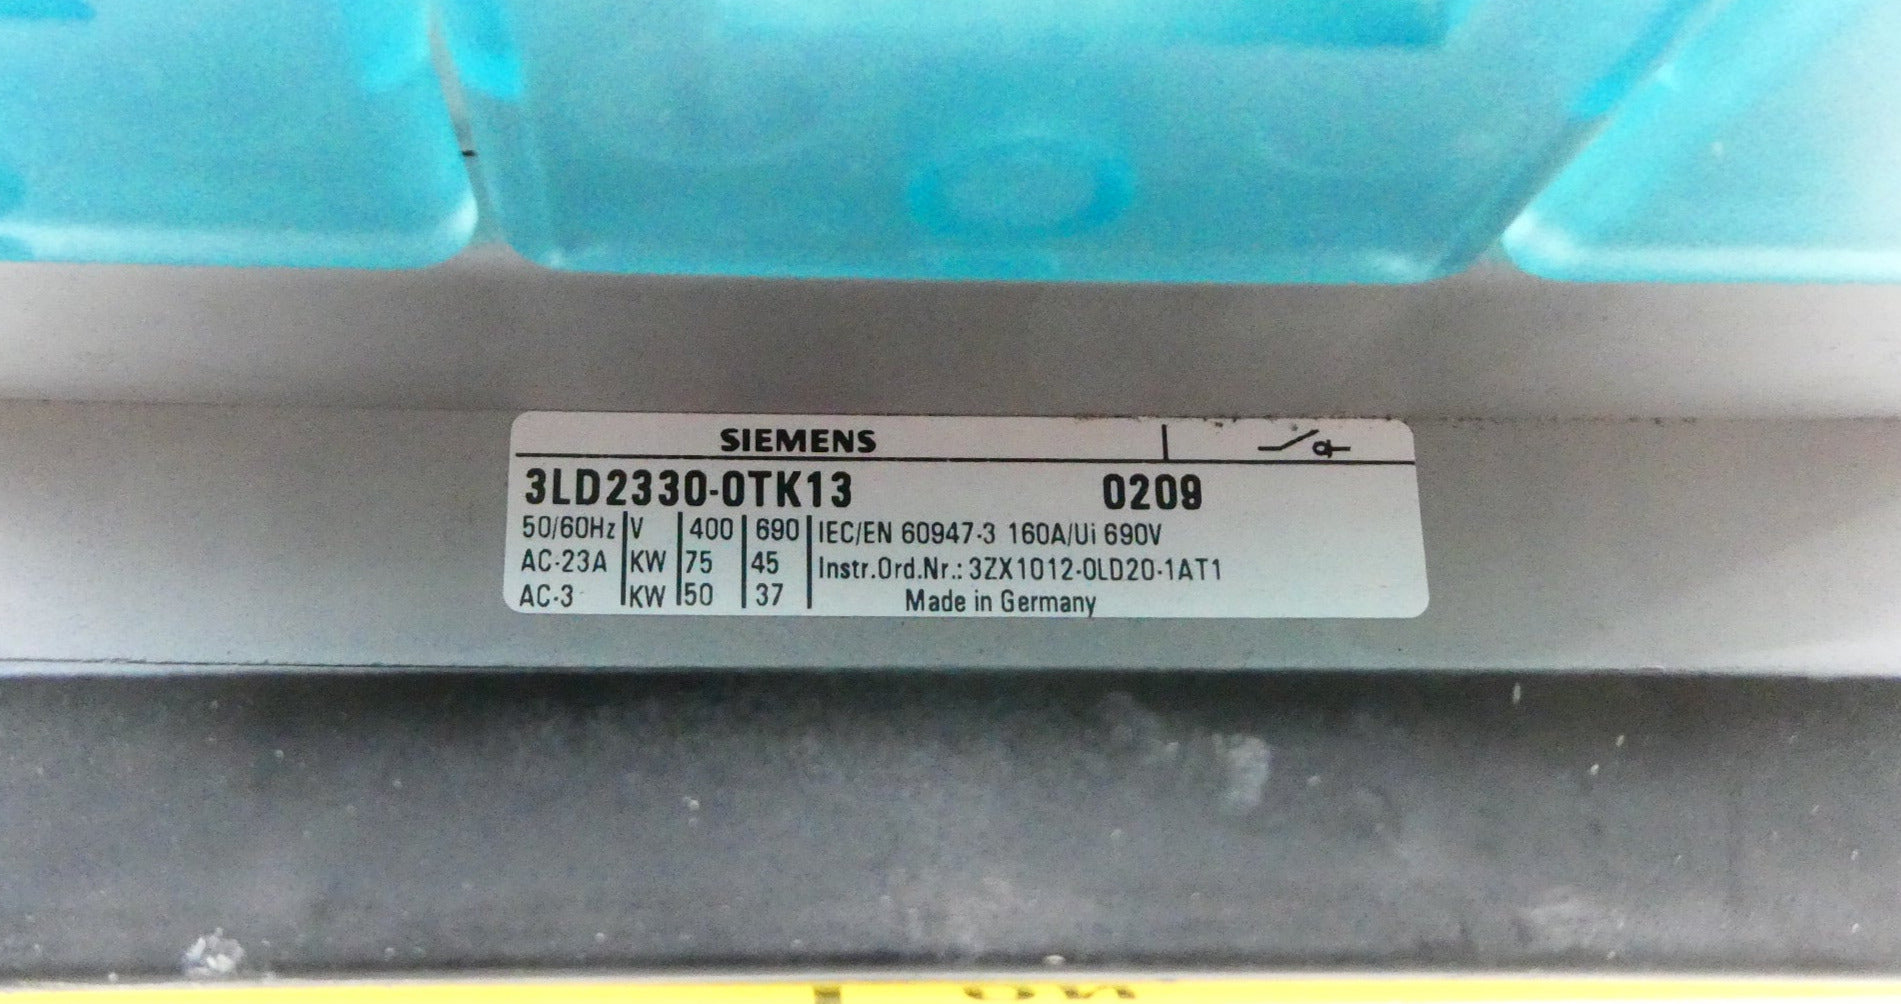 SIEMENS
3LD2330-0TK13 0209
50/60Hz V 400 690 IEC/EN 60947-3 160A/Ui 690V
AC-23A KW 75 45 Instr.Ord.Nr.: 3ZX1012-0LD20-1AT1
AC-3 KW 50 37 Made in Germany